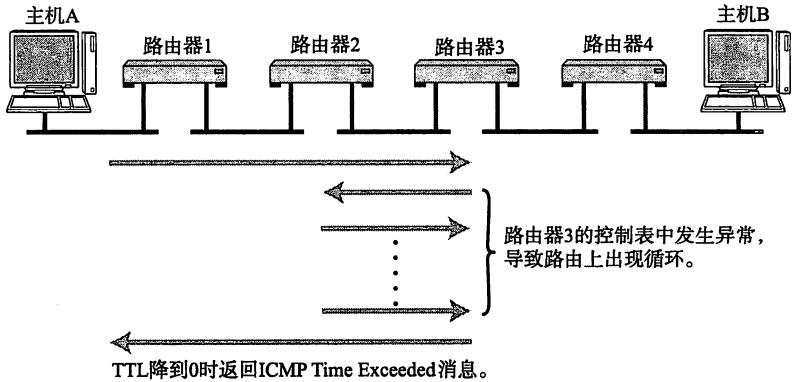 主机A
主机B
路由器1
路由器2
路由器3
路由器4
路由器3的控制表中发生异常，
导致路由上出现循环。
TTL降到0时返回ICMP Time Exceeded消息。